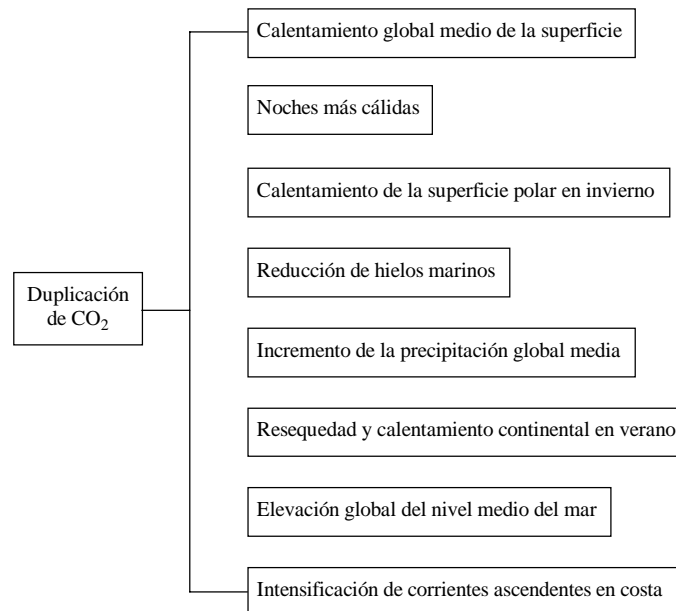 Calentamiento global medio de la superficie
Noches más cálidas
Calentamiento de la superficie polar en invierno
Reducción de hielos marinos
Duplicación
de CO₂
Incremento de la precipitación global media
Resequedad y calentamiento continental en verano
Elevación global del nivel medio del mar
Intensificación de corrientes ascendentes en costa